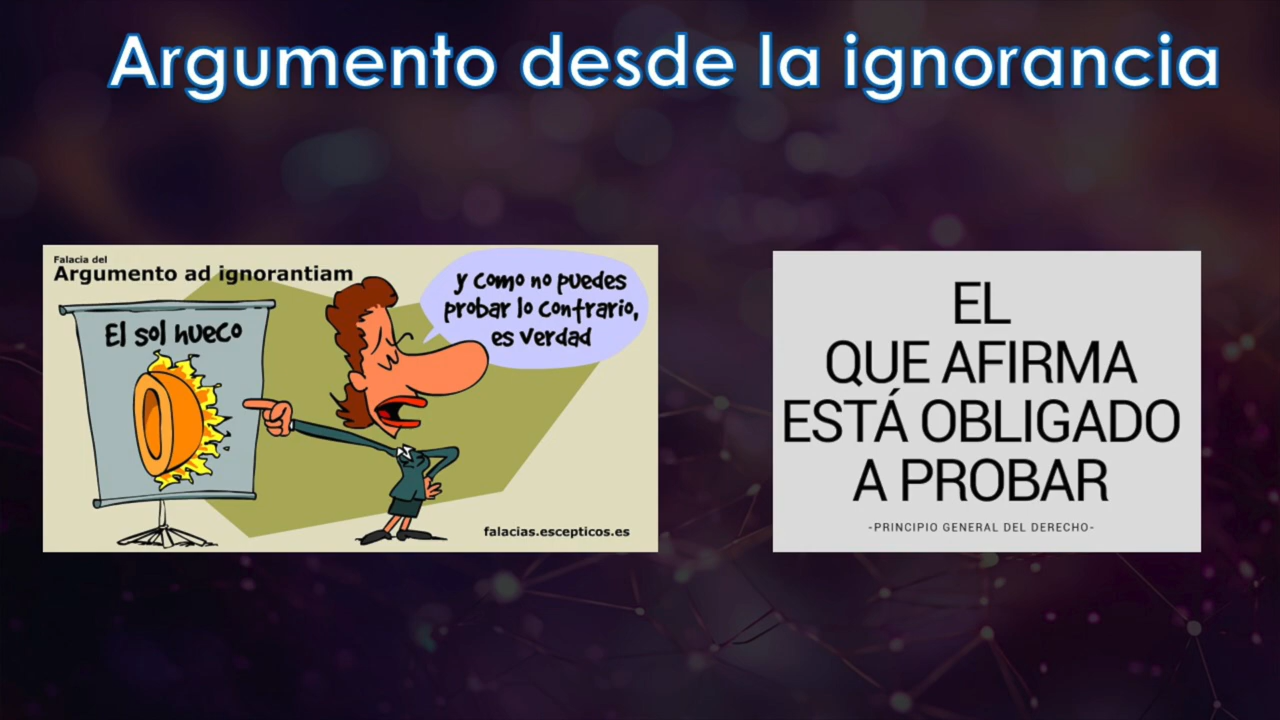 Argumento desde la ignorancia
Falacia del
Argumento ad ignorantiam
El sol hueco
y como no puedes
probar lo contrario,
es verdad
falacias.escepticos.es
EL
QUE AFIRMA
ESTÁ OBLIGADO
A PROBAR
-PRINCIPIO GENERAL DEL DERECHO-